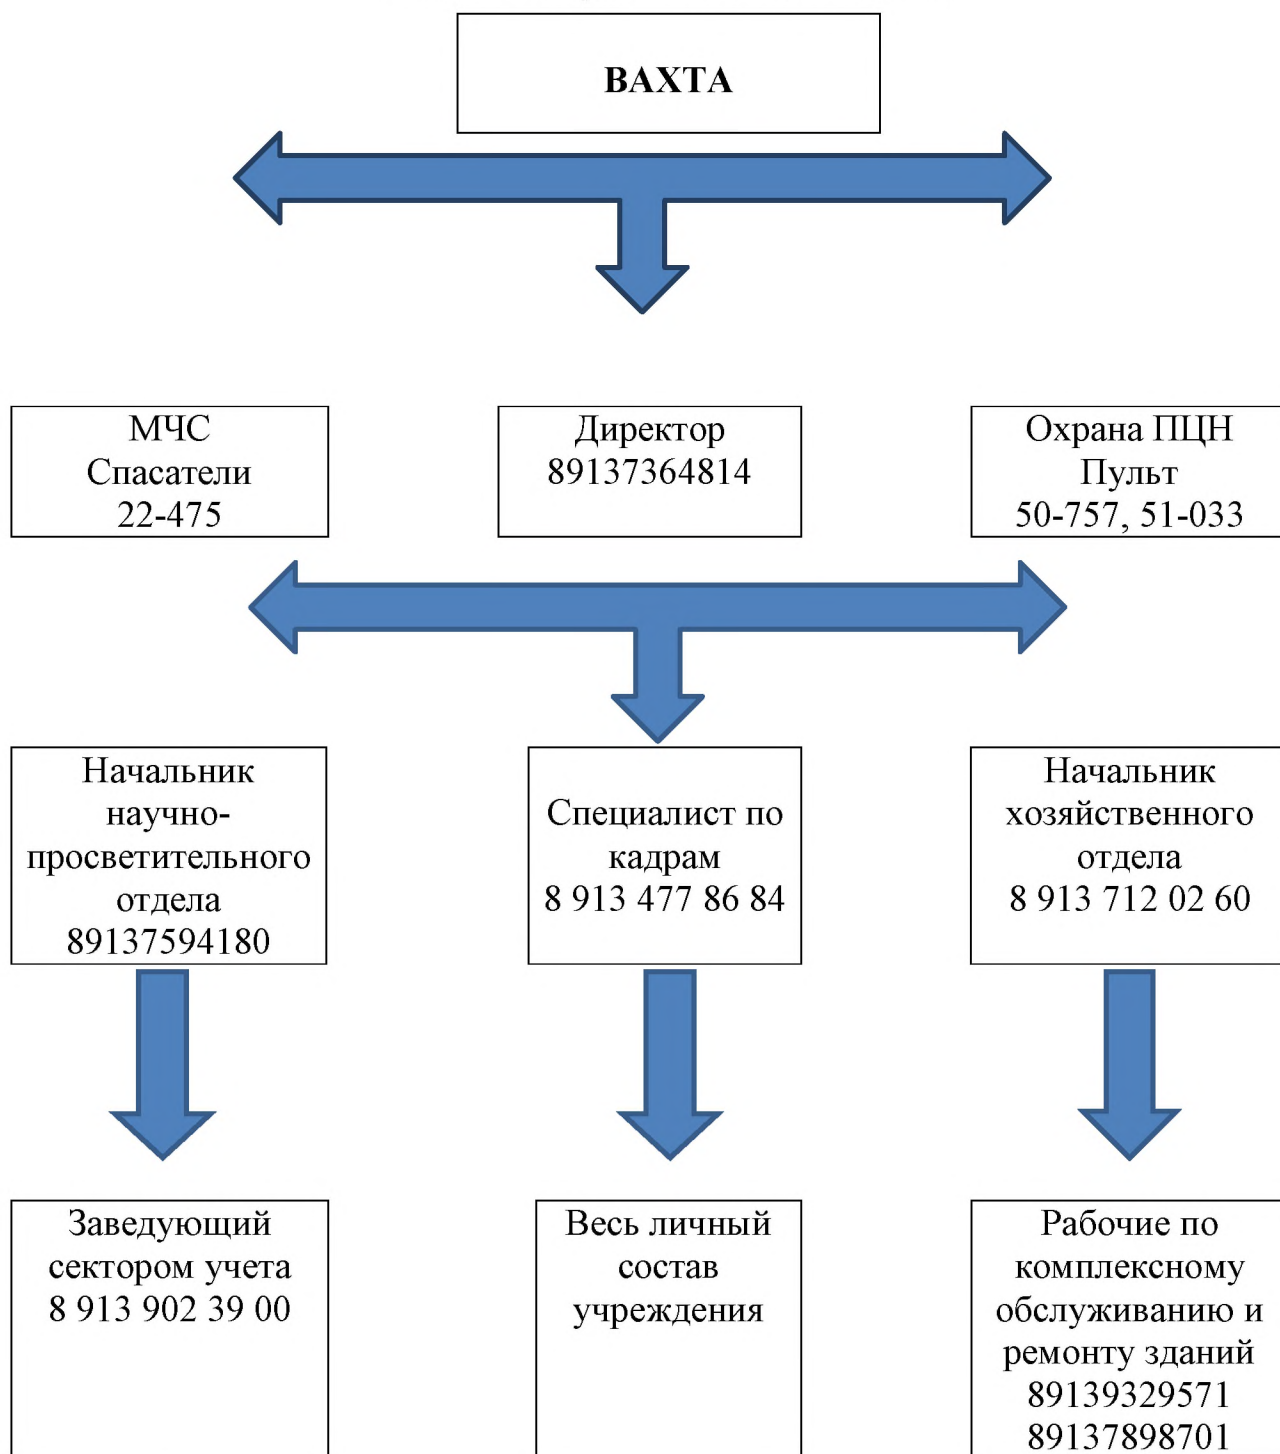 ВАХТА
МЧС
Спасатели
22-475
Директор
89137364814
Охрана ПЦН
Пульт
50-757, 51-033
Начальник
научно-
просветительного
отдела
89137594180
Специалист по
кадрам
8 913 477 86 84
Начальник
хозяйственного
отдела
8 913 712 02 60
Заведующий
сектором учета
8 913 902 39 00
Весь личный
состав
учреждения
Рабочие по
комплексному
обслуживанию и
ремонту зданий
89139329571
89137898701